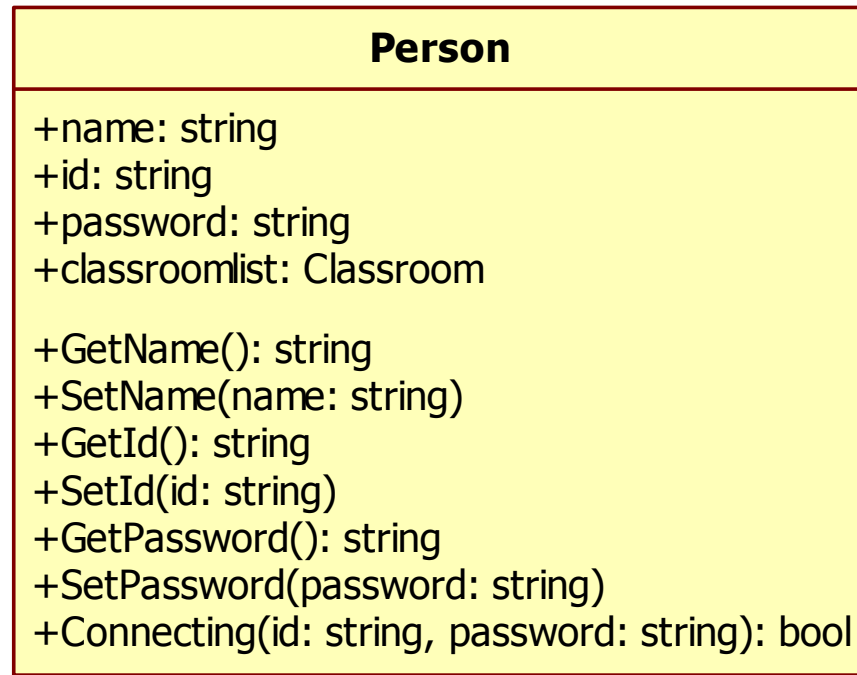 Person
+name: string
+id: string
+password: string
+classroomlist: Classroom
+GetName(): string
+SetName(name: string)
+GetId(): string
+SetId(id: string)
+GetPassword(): string
+SetPassword(password: string)
+Connecting(id: string, password: string): bool